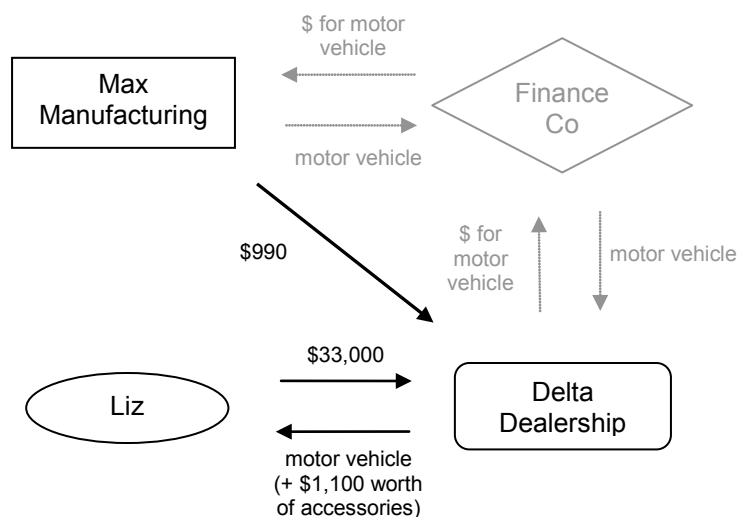 $ for motor
vehicle
Max
Manufacturing
Finance
Co
motor vehicle
$990
$ for
motor
vehicle
motor vehicle
$33,000
Liz
Delta
Dealership
motor vehicle
(+ $1,100 worth
of accessories)